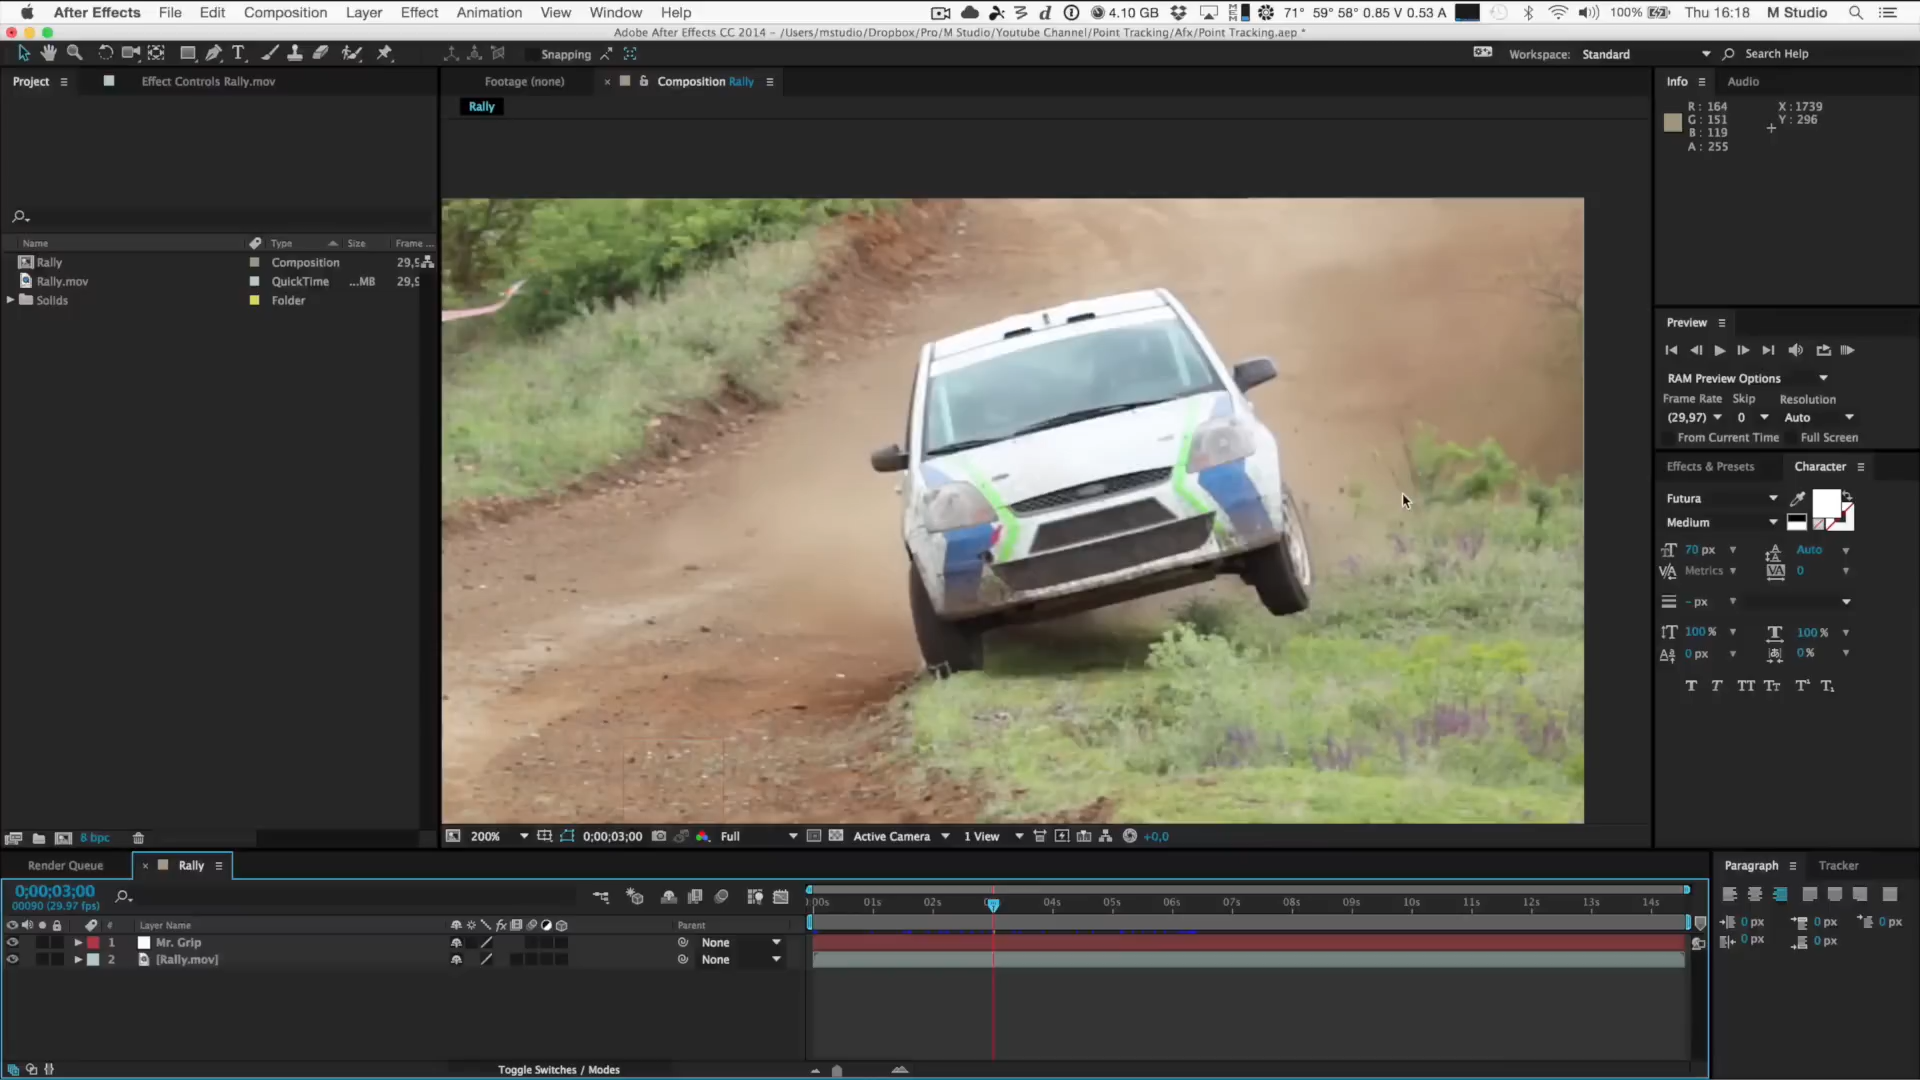 After Effects File Edit Composition Layer Effect Animation View Window Help 4.10 GB 71° 59° 58° 0.85 V 0.53 A 100% Thu 16:18 M Studio
Adobe After Effects CC 2014 – /Users/mstudio/Dropbox/Pro/M Studio/Youtube Channel/Point Tracking/Afx/Point Tracking.aep *
Snapping Workspace: Standard Search Help
Project Effect Controls Rally.mov Footage (none) × Composition Rally Info Audio
Rally
R: 164 X: 1739
G: 151 Y: 296
B: 119
A: 255
Name Type Size Frame ...
Rally Composition 29,9
Rally.mov QuickTime ...MB 29,9
Solids Folder
Preview
RAM Preview Options
Frame Rate Skip Resolution
(29,97) 0 Auto
From Current Time Full Screen
Effects & Presets Character
Futura
Medium
70 px Auto
Metrics 0
- px
100 % 100 %
0 px 0 %
T T TT Tt T¹ T₁
8 bpc 200% 0;00;03;00 Full Active Camera 1 View +0,0
Render Queue × Rally Paragraph Tracker
0;00;03;00
00090 (29.97 fps)
:00s 01s 02s 04s 05s 06s 07s 08s 09s 10s 11s 12s 13s 14s
# Layer Name Parent
1 Mr. Grip None
2 [Rally.mov] None
0 px 0 px 0 px
0 px 0 px
Toggle Switches / Modes